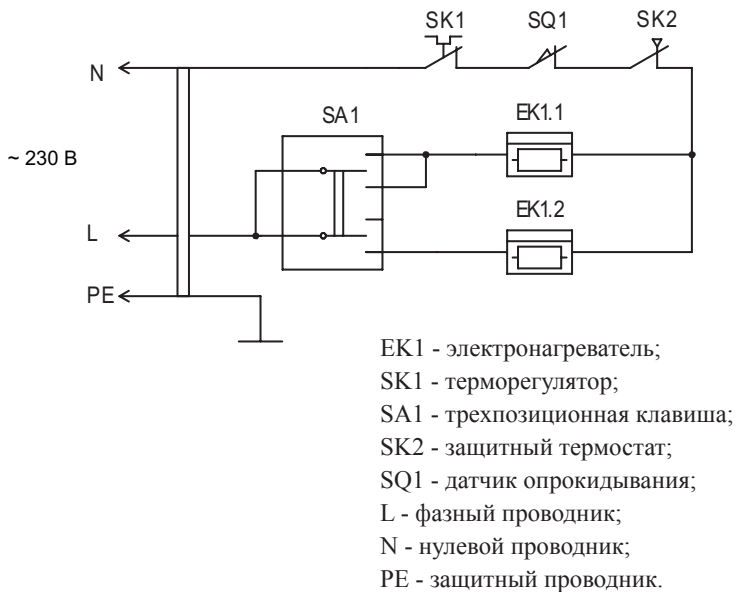 SK1 SQ1 SK2
N
SA1 EK1.1
~ 230 В
EK1.2
L
PE
EK1 - электронагреватель;
SK1 - терморегулятор;
SA1 - трехпозиционная клавиша;
SK2 - защитный термостат;
SQ1 - датчик опрокидывания;
L - фазный проводник;
N - нулевой проводник;
PE - защитный проводник.